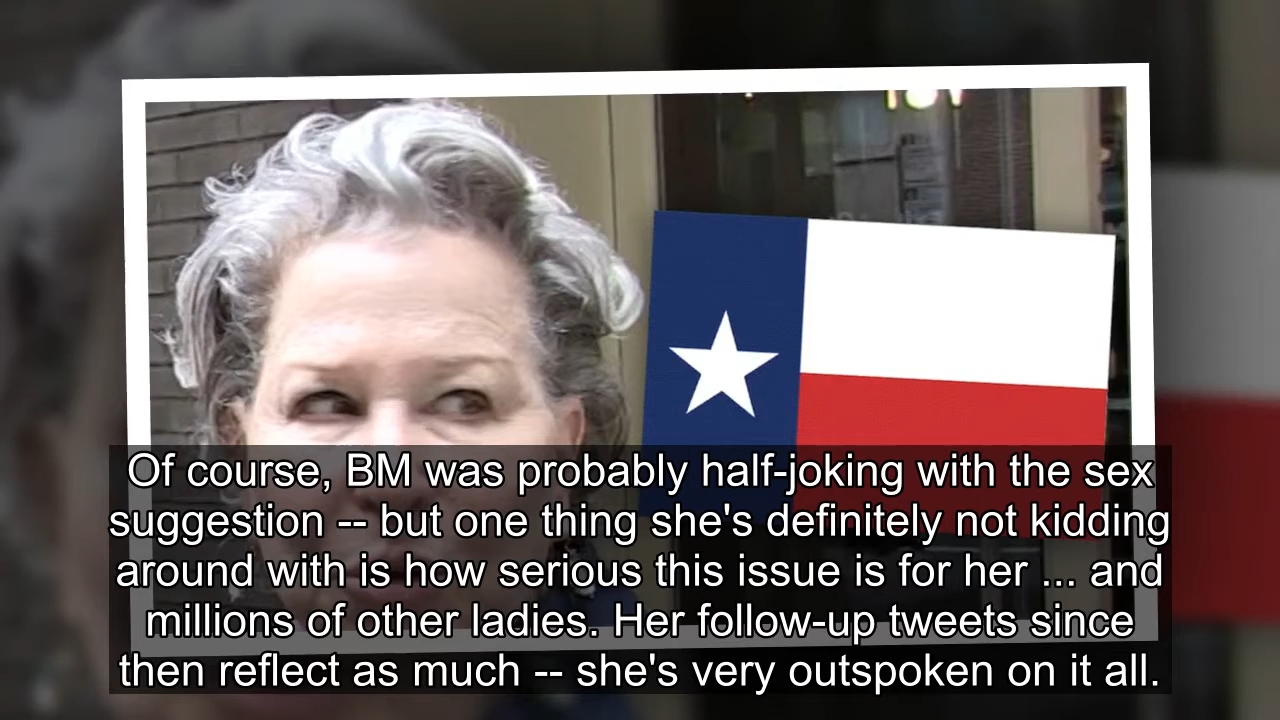 Of course, BM was probably half-joking with the sex
suggestion -- but one thing she's definitely not kidding
around with is how serious this issue is for her ... and
millions of other ladies. Her follow-up tweets since
then reflect as much -- she's very outspoken on it all.